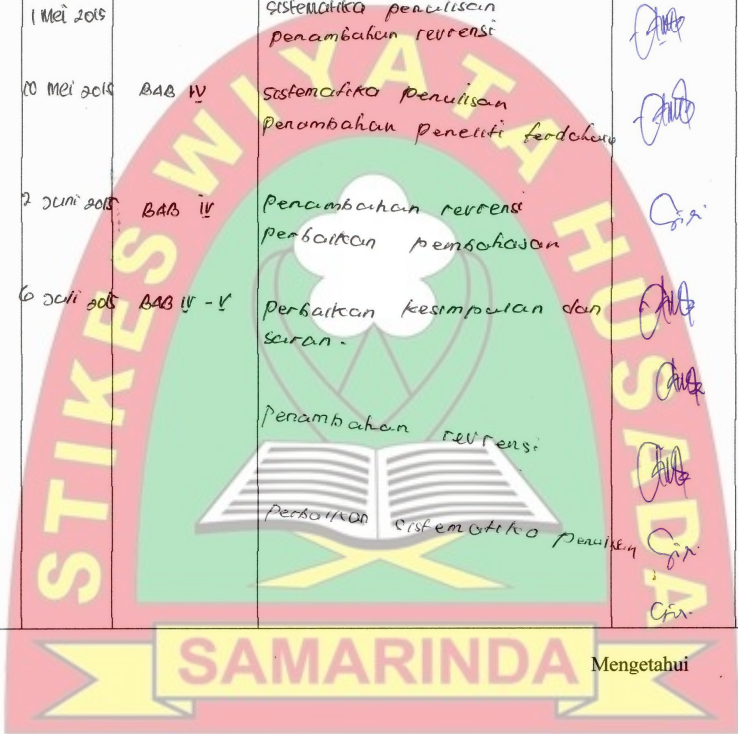 1 Mei 2015 sistematika penulisan
penambahan revrensi
20 Mei 2015 BAB IV sistematika penulisan
Penambahan peneliti terdahulu
2 Juni 2015 BAB IV Penambahan revrensi
perbaikan pembahasan
6 Juli 2015 BAB IV - V Perbaikan kesimpulan dan
saran.
Penambahan revrensi
Perbaikan sistematika penulisan
Mengetahui
STIKES WIYATA HUSADA
SAMARINDA